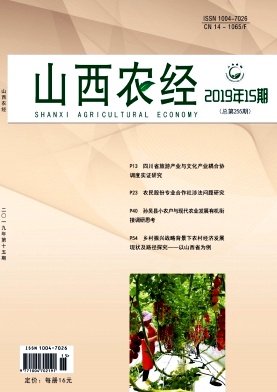 ISSN 1004-7026
CN 14-1065/F
山西农经
SHANXI AGRICULTURAL ECONOMY
2019年15期
（总第255期）
山西农经
二〇一九年第十五期
P13 四川省旅游产业与文化产业耦合协
调度实证研究
P23 农民股份专业合作社涉法问题研究
P40 孙吴县小农户与现代农业发展有机衔
接调研思考
P54 乡村振兴战略背景下农村经济发展
现状及路径探究——以山西省为例
ISSN 1004-7026
15>
9 771004 702191
定价：每册16元